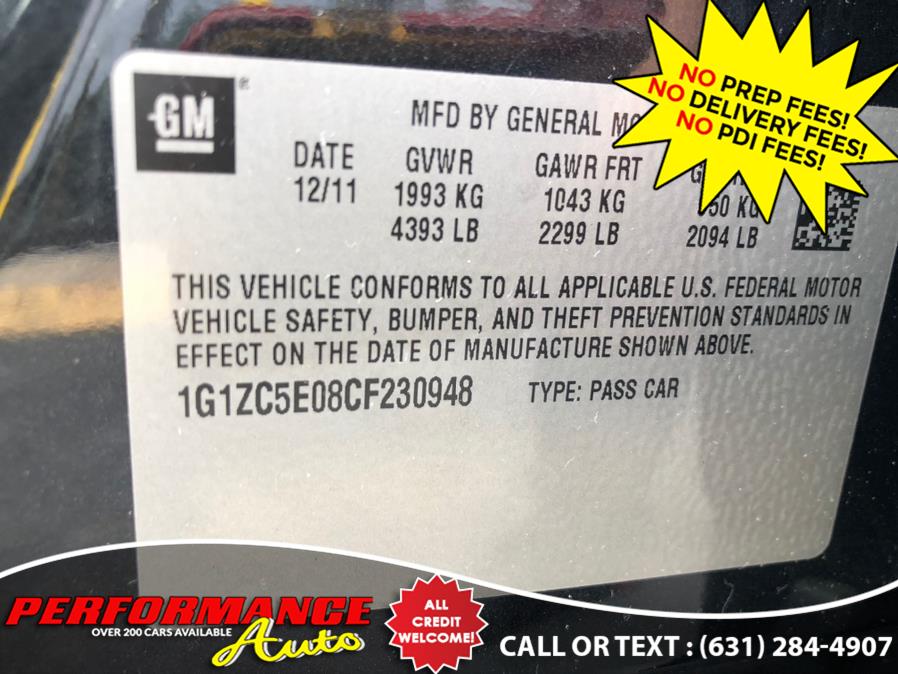 GM
®
MFD BY GENERAL
NO PREP FEES!
NO DELIVERY FEES!
NO PDI FEES!
DATE GVWR GAWR FRT
12/11 1993 KG 1043 KG
4393 LB 2299 LB 2094 LB
THIS VEHICLE CONFORMS TO ALL APPLICABLE U.S. FEDERAL MOTOR
VEHICLE SAFETY, BUMPER, AND THEFT PREVENTION STANDARDS IN
EFFECT ON THE DATE OF MANUFACTURE SHOWN ABOVE.
1G1ZC5E08CF230948 TYPE: PASS CAR
PERFORMANCE
OVER 200 CARS AVAILABLE
Auto
ALL
CREDIT
WELCOME!
CALL OR TEXT : (631) 284-4907